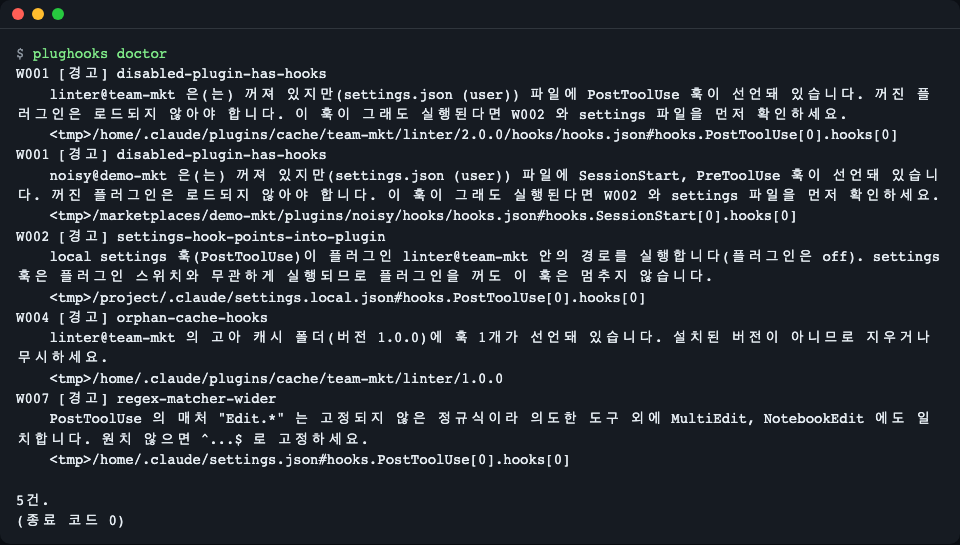 $ plughooks doctor
W001 [경고] disabled-plugin-has-hooks
linter@team-mkt 은(는) 꺼져 있지만(settings.json (user)) 파일에 PostToolUse 훅이 선언돼 있습니다. 꺼진 플
러그인은 로드되지 않아야 합니다. 이 훅이 그래도 실행된다면 W002 와 settings 파일을 먼저 확인하세요.
<tmp>/home/.claude/plugins/cache/team-mkt/linter/2.0.0/hooks/hooks.json#hooks.PostToolUse[0].hooks[0]
W001 [경고] disabled-plugin-has-hooks
noisy@demo-mkt 은(는) 꺼져 있지만(settings.json (user)) 파일에 SessionStart, PreToolUse 훅이 선언돼 있습니
다. 꺼진 플러그인은 로드되지 않아야 합니다. 이 훅이 그래도 실행된다면 W002 와 settings 파일을 먼저 확인하세요.
<tmp>/marketplaces/demo-mkt/plugins/noisy/hooks/hooks.json#hooks.SessionStart[0].hooks[0]
W002 [경고] settings-hook-points-into-plugin
local settings 훅(PostToolUse)이 플러그인 linter@team-mkt 안의 경로를 실행합니다(플러그인은 off). settings
훅은 플러그인 스위치와 무관하게 실행되므로 플러그인을 꺼도 이 훅은 멈추지 않습니다.
<tmp>/project/.claude/settings.local.json#hooks.PostToolUse[0].hooks[0]
W004 [경고] orphan-cache-hooks
linter@team-mkt 의 고아 캐시 폴더(버전 1.0.0)에 훅 1개가 선언돼 있습니다. 설치된 버전이 아니므로 지우거나
무시하세요.
<tmp>/home/.claude/plugins/cache/team-mkt/linter/1.0.0
W007 [경고] regex-matcher-wider
PostToolUse 의 매처 "Edit.*" 는 고정되지 않은 정규식이라 의도한 도구 외에 MultiEdit, NotebookEdit 에도 일
치합니다. 원치 않으면 ^...$ 로 고정하세요.
<tmp>/home/.claude/settings.json#hooks.PostToolUse[0].hooks[0]
5건.
(종료 코드 0)